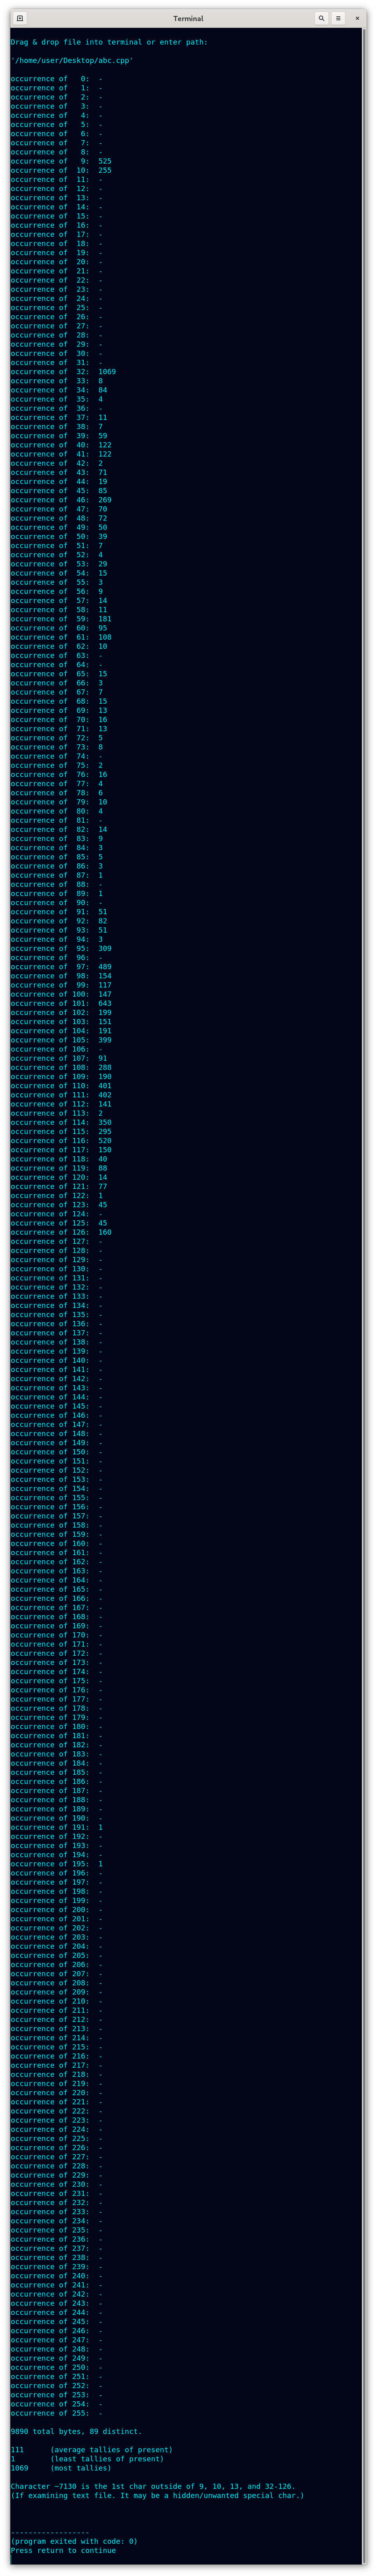 Terminal
Drag & drop file into terminal or enter path:
'/home/user/Desktop/abc.cpp'
occurrence of   0:  -
occurrence of   1:  -
occurrence of   2:  -
occurrence of   3:  -
occurrence of   4:  -
occurrence of   5:  -
occurrence of   6:  -
occurrence of   7:  -
occurrence of   8:  -
occurrence of   9:  525
occurrence of  10:  255
occurrence of  11:  -
occurrence of  12:  -
occurrence of  13:  -
occurrence of  14:  -
occurrence of  15:  -
occurrence of  16:  -
occurrence of  17:  -
occurrence of  18:  -
occurrence of  19:  -
occurrence of  20:  -
occurrence of  21:  -
occurrence of  22:  -
occurrence of  23:  -
occurrence of  24:  -
occurrence of  25:  -
occurrence of  26:  -
occurrence of  27:  -
occurrence of  28:  -
occurrence of  29:  -
occurrence of  30:  -
occurrence of  31:  -
occurrence of  32:  1069
occurrence of  33:  8
occurrence of  34:  84
occurrence of  35:  4
occurrence of  36:  -
occurrence of  37:  11
occurrence of  38:  7
occurrence of  39:  59
occurrence of  40:  122
occurrence of  41:  122
occurrence of  42:  2
occurrence of  43:  71
occurrence of  44:  19
occurrence of  45:  85
occurrence of  46:  269
occurrence of  47:  70
occurrence of  48:  72
occurrence of  49:  50
occurrence of  50:  39
occurrence of  51:  7
occurrence of  52:  4
occurrence of  53:  29
occurrence of  54:  15
occurrence of  55:  3
occurrence of  56:  9
occurrence of  57:  14
occurrence of  58:  11
occurrence of  59:  181
occurrence of  60:  95
occurrence of  61:  108
occurrence of  62:  10
occurrence of  63:  -
occurrence of  64:  -
occurrence of  65:  15
occurrence of  66:  3
occurrence of  67:  7
occurrence of  68:  15
occurrence of  69:  13
occurrence of  70:  16
occurrence of  71:  13
occurrence of  72:  5
occurrence of  73:  8
occurrence of  74:  -
occurrence of  75:  2
occurrence of  76:  16
occurrence of  77:  4
occurrence of  78:  6
occurrence of  79:  10
occurrence of  80:  4
occurrence of  81:  -
occurrence of  82:  14
occurrence of  83:  9
occurrence of  84:  3
occurrence of  85:  5
occurrence of  86:  3
occurrence of  87:  1
occurrence of  88:  -
occurrence of  89:  1
occurrence of  90:  -
occurrence of  91:  51
occurrence of  92:  82
occurrence of  93:  51
occurrence of  94:  3
occurrence of  95:  309
occurrence of  96:  -
occurrence of  97:  489
occurrence of  98:  154
occurrence of  99:  117
occurrence of 100:  147
occurrence of 101:  643
occurrence of 102:  199
occurrence of 103:  151
occurrence of 104:  191
occurrence of 105:  399
occurrence of 106:  -
occurrence of 107:  91
occurrence of 108:  288
occurrence of 109:  190
occurrence of 110:  401
occurrence of 111:  402
occurrence of 112:  141
occurrence of 113:  2
occurrence of 114:  350
occurrence of 115:  295
occurrence of 116:  520
occurrence of 117:  150
occurrence of 118:  40
occurrence of 119:  88
occurrence of 120:  14
occurrence of 121:  77
occurrence of 122:  1
occurrence of 123:  45
occurrence of 124:  -
occurrence of 125:  45
occurrence of 126:  160
occurrence of 127:  -
occurrence of 128:  -
occurrence of 129:  -
occurrence of 130:  -
occurrence of 131:  -
occurrence of 132:  -
occurrence of 133:  -
occurrence of 134:  -
occurrence of 135:  -
occurrence of 136:  -
occurrence of 137:  -
occurrence of 138:  -
occurrence of 139:  -
occurrence of 140:  -
occurrence of 141:  -
occurrence of 142:  -
occurrence of 143:  -
occurrence of 144:  -
occurrence of 145:  -
occurrence of 146:  -
occurrence of 147:  -
occurrence of 148:  -
occurrence of 149:  -
occurrence of 150:  -
occurrence of 151:  -
occurrence of 152:  -
occurrence of 153:  -
occurrence of 154:  -
occurrence of 155:  -
occurrence of 156:  -
occurrence of 157:  -
occurrence of 158:  -
occurrence of 159:  -
occurrence of 160:  -
occurrence of 161:  -
occurrence of 162:  -
occurrence of 163:  -
occurrence of 164:  -
occurrence of 165:  -
occurrence of 166:  -
occurrence of 167:  -
occurrence of 168:  -
occurrence of 169:  -
occurrence of 170:  -
occurrence of 171:  -
occurrence of 172:  -
occurrence of 173:  -
occurrence of 174:  -
occurrence of 175:  -
occurrence of 176:  -
occurrence of 177:  -
occurrence of 178:  -
occurrence of 179:  -
occurrence of 180:  -
occurrence of 181:  -
occurrence of 182:  -
occurrence of 183:  -
occurrence of 184:  -
occurrence of 185:  -
occurrence of 186:  -
occurrence of 187:  -
occurrence of 188:  -
occurrence of 189:  -
occurrence of 190:  -
occurrence of 191:  1
occurrence of 192:  -
occurrence of 193:  -
occurrence of 194:  -
occurrence of 195:  1
occurrence of 196:  -
occurrence of 197:  -
occurrence of 198:  -
occurrence of 199:  -
occurrence of 200:  -
occurrence of 201:  -
occurrence of 202:  -
occurrence of 203:  -
occurrence of 204:  -
occurrence of 205:  -
occurrence of 206:  -
occurrence of 207:  -
occurrence of 208:  -
occurrence of 209:  -
occurrence of 210:  -
occurrence of 211:  -
occurrence of 212:  -
occurrence of 213:  -
occurrence of 214:  -
occurrence of 215:  -
occurrence of 216:  -
occurrence of 217:  -
occurrence of 218:  -
occurrence of 219:  -
occurrence of 220:  -
occurrence of 221:  -
occurrence of 222:  -
occurrence of 223:  -
occurrence of 224:  -
occurrence of 225:  -
occurrence of 226:  -
occurrence of 227:  -
occurrence of 228:  -
occurrence of 229:  -
occurrence of 230:  -
occurrence of 231:  -
occurrence of 232:  -
occurrence of 233:  -
occurrence of 234:  -
occurrence of 235:  -
occurrence of 236:  -
occurrence of 237:  -
occurrence of 238:  -
occurrence of 239:  -
occurrence of 240:  -
occurrence of 241:  -
occurrence of 242:  -
occurrence of 243:  -
occurrence of 244:  -
occurrence of 245:  -
occurrence of 246:  -
occurrence of 247:  -
occurrence of 248:  -
occurrence of 249:  -
occurrence of 250:  -
occurrence of 251:  -
occurrence of 252:  -
occurrence of 253:  -
occurrence of 254:  -
occurrence of 255:  -
9890 total bytes, 89 distinct.
111      (average tallies of present)
1        (least tallies of present)
1069     (most tallies)
Character ~7130 is the 1st char outside of 9, 10, 13, and 32-126.
(If examining text file. It may be a hidden/unwanted special char.)
------------------
(program exited with code: 0)
Press return to continue